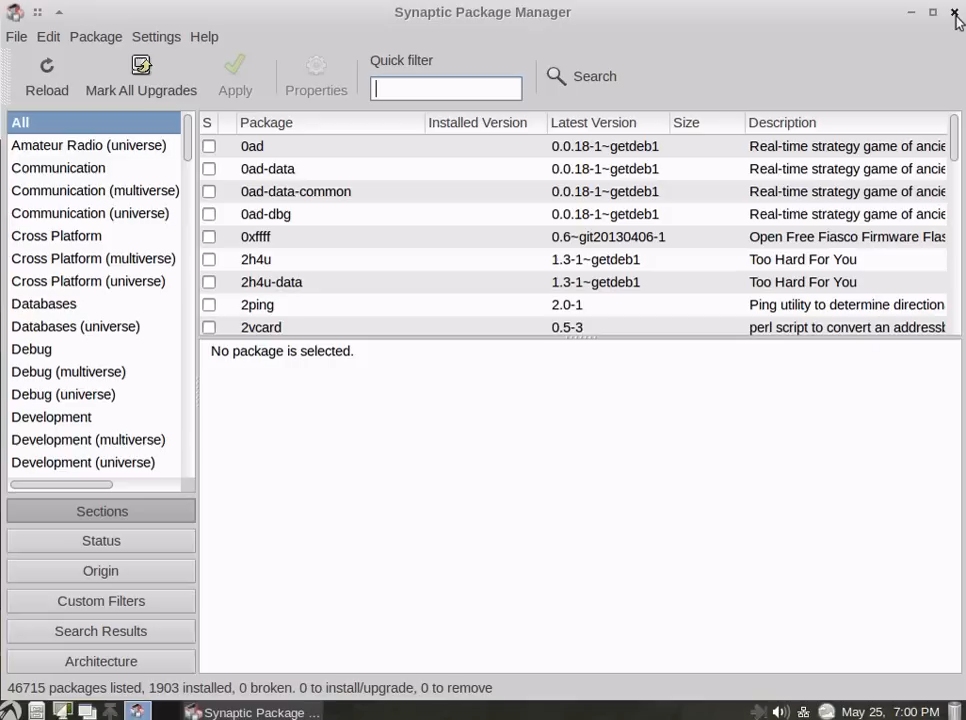 Synaptic Package Manager
File Edit Package Settings Help
Reload Mark All Upgrades Apply Properties Quick filter Search
All
Amateur Radio (universe)
Communication
Communication (multiverse)
Communication (universe)
Cross Platform
Cross Platform (multiverse)
Cross Platform (universe)
Databases
Databases (universe)
Debug
Debug (multiverse)
Debug (universe)
Development
Development (multiverse)
Development (universe)
Sections
Status
Origin
Custom Filters
Search Results
Architecture
S Package Installed Version Latest Version Size Description
0ad 0.0.18-1~getdeb1 Real-time strategy game of ancie
0ad-data 0.0.18-1~getdeb1 Real-time strategy game of ancie
0ad-data-common 0.0.18-1~getdeb1 Real-time strategy game of ancie
0ad-dbg 0.0.18-1~getdeb1 Real-time strategy game of ancie
0xffff 0.6~git20130406-1 Open Free Fiasco Firmware Flas
2h4u 1.3-1~getdeb1 Too Hard For You
2h4u-data 1.3-1~getdeb1 Too Hard For You
2ping 2.0-1 Ping utility to determine direction
2vcard 0.5-3 perl script to convert an addressb
No package is selected.
46715 packages listed, 1903 installed, 0 broken. 0 to install/upgrade, 0 to remove
Synaptic Package ... May 25, 7:00 PM